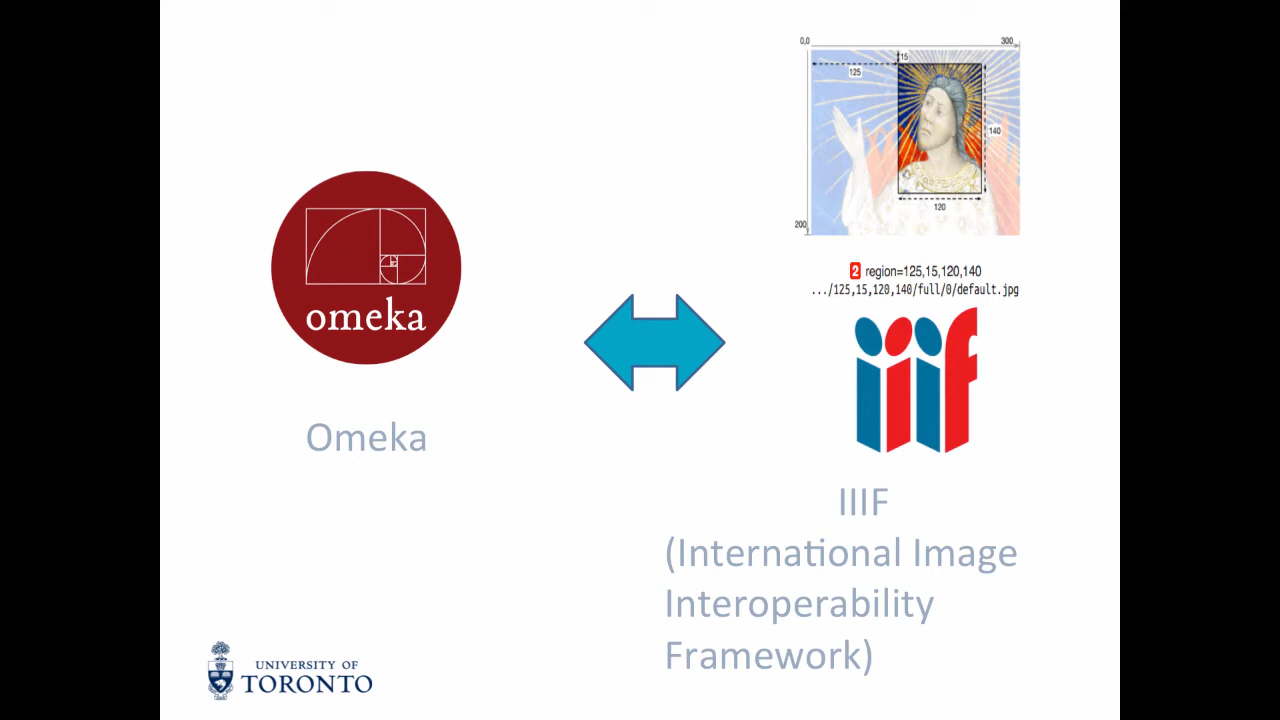 omeka
Omeka
0,0
300
15
125
140
120
200
2 region=125,15,120,140
.../125,15,120,140/full/0/default.jpg
iiif
IIIF
(International Image
Interoperability
Framework)
UNIVERSITY OF
TORONTO